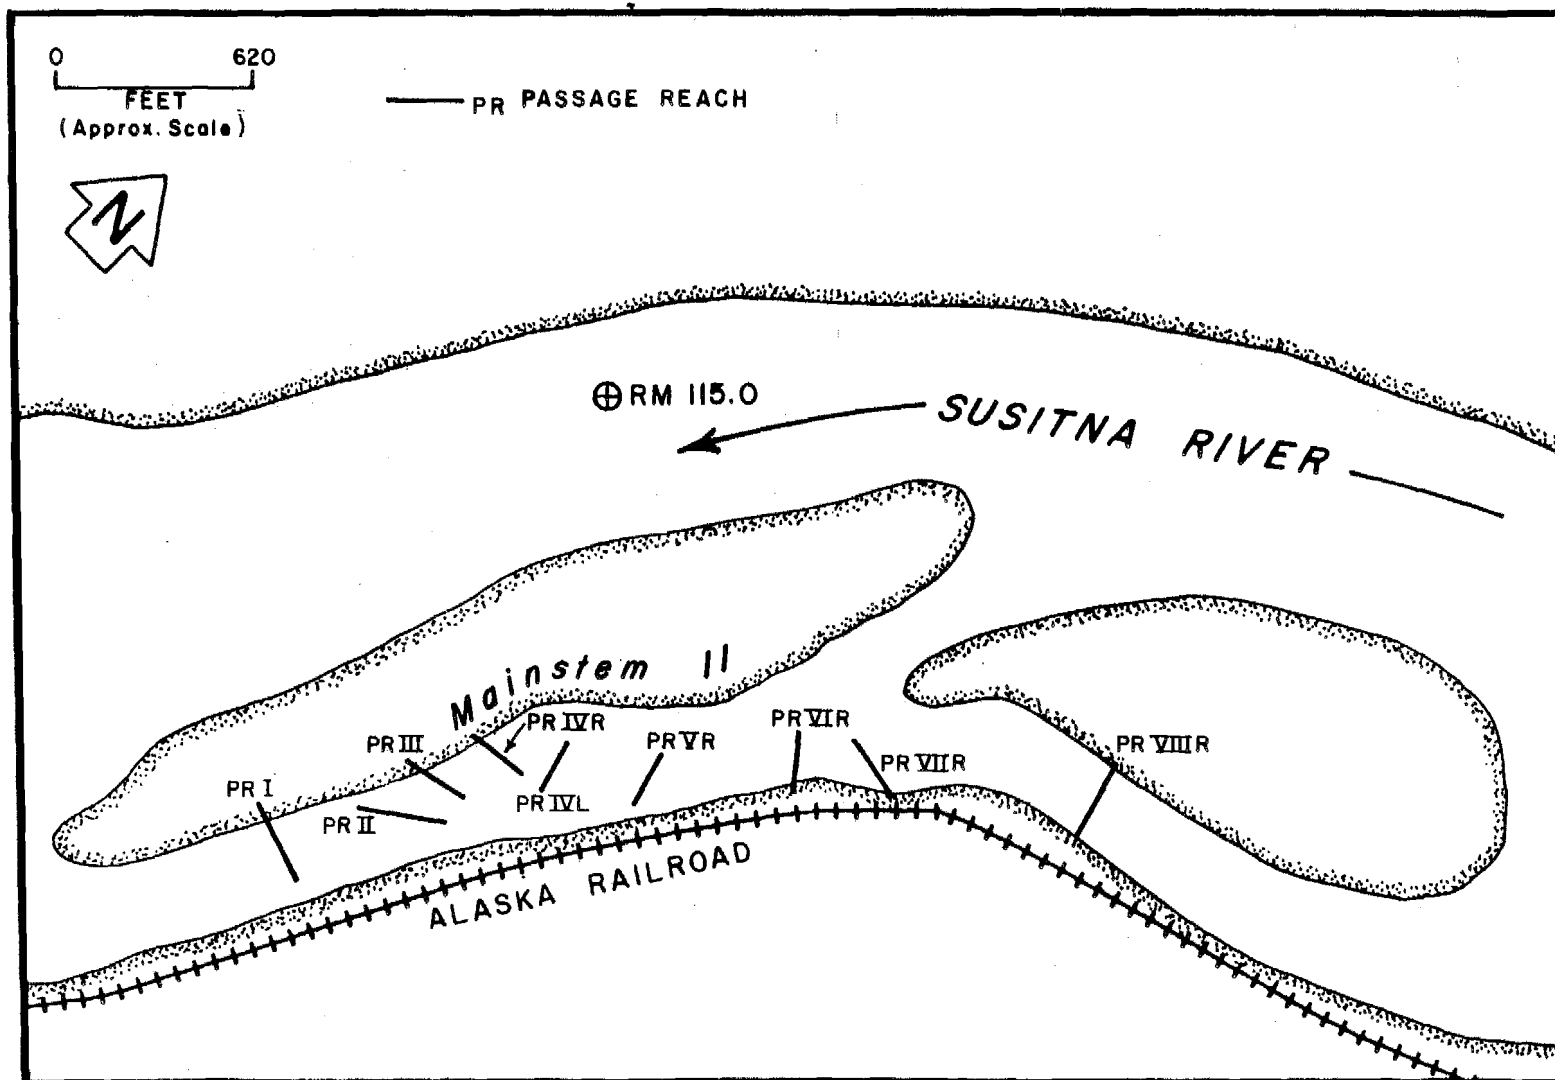 0 620
FEET
(Approx. Scale)
PR PASSAGE REACH
N
RM 115.0
SUSITNA RIVER
Mainstem II
PR IVR
PR VIR
PR III
PR VR
PR VIIIR
PR VIIR
PR I
PR IVL
PR II
ALASKA RAILROAD